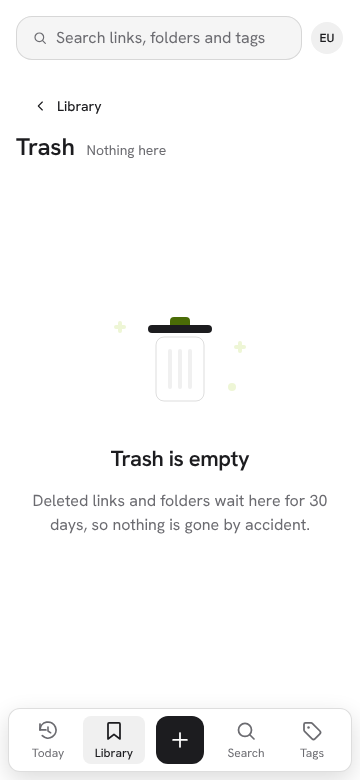 Search links, folders and tags
EU
Library
Trash
Nothing here
Trash is empty
Deleted links and folders wait here for 30
days, so nothing is gone by accident.
Today
Library
Search
Tags